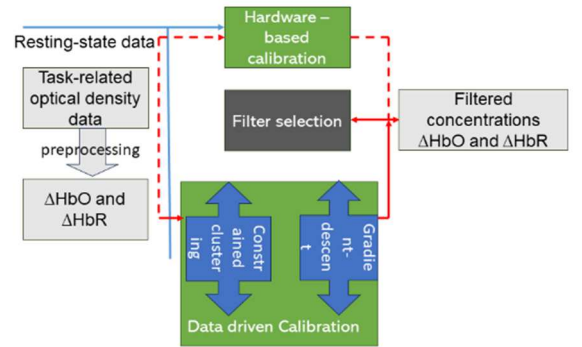 Resting-state data
Hardware –
based
calibration
Task-related
optical density
data
preprocessing
ΔHbO and
ΔHbR
Filter selection
Filtered
concentrations
ΔHbO and ΔHbR
Constr
ained
cluster
ing
Gradie
nt-
descen
t
Data driven Calibration